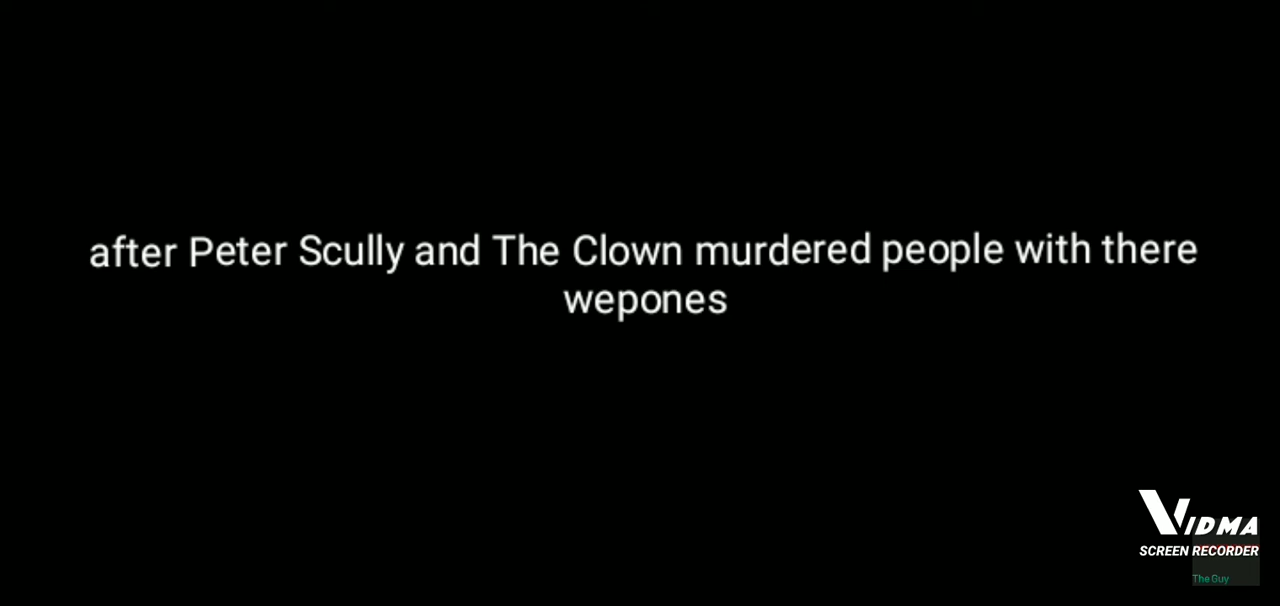 after Peter Scully and The Clown murdered people with there
wepones
VIDMA
SCREEN RECORDER
The Guy